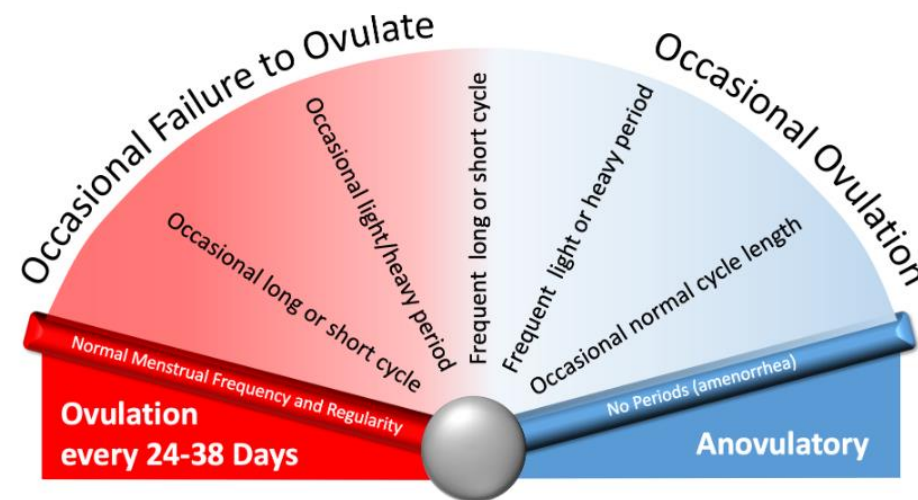 Occasional Failure to Ovulate
Occasional Ovulation
Occasional long or short cycle
Occasional light/heavy period
Frequent long or short cycle
Frequent light or heavy period
Occasional normal cycle length
Normal Menstrual Frequency and Regularity
No Periods (amenorrhea)
Ovulation
every 24-38 Days
Anovulatory